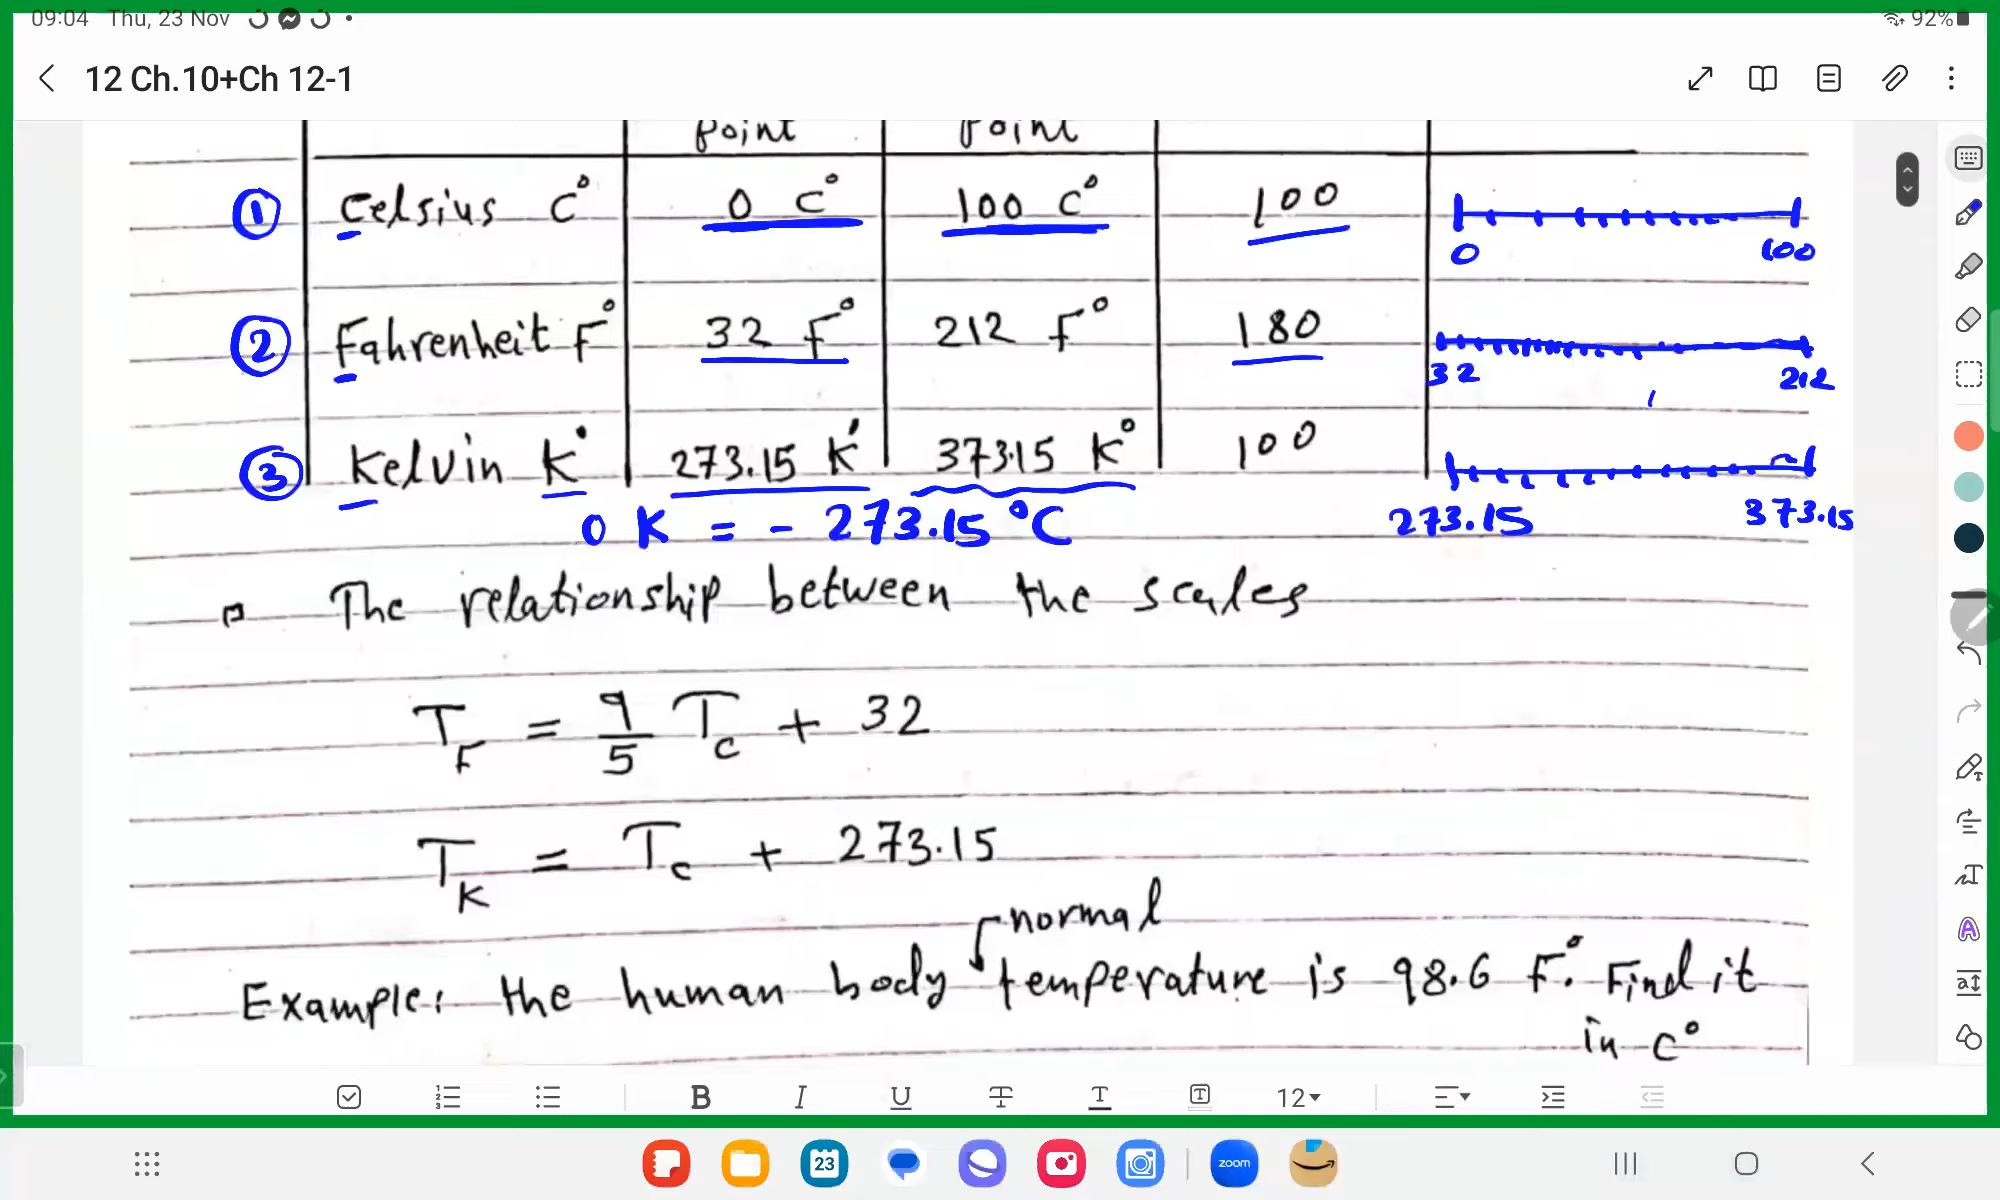 09:04 Thu, 23 Nov
92%
12 Ch.10+Ch 12-1
point point
① Celsius C° 0 C° 100 C° 100
0 100
② Fahrenheit F° 32 F° 212 F° 180
32 212
③ Kelvin K° 273.15 K° 373.15 K° 100
0 K = - 273.15 °C 273.15 373.15
The relationship between the scales
T_F = 9/5 T_C + 32
T_K = T_C + 273.15
normal
Example: the human body temperature is 98.6 F°. Find it
in C°
B I U T T T 12
23 zoom